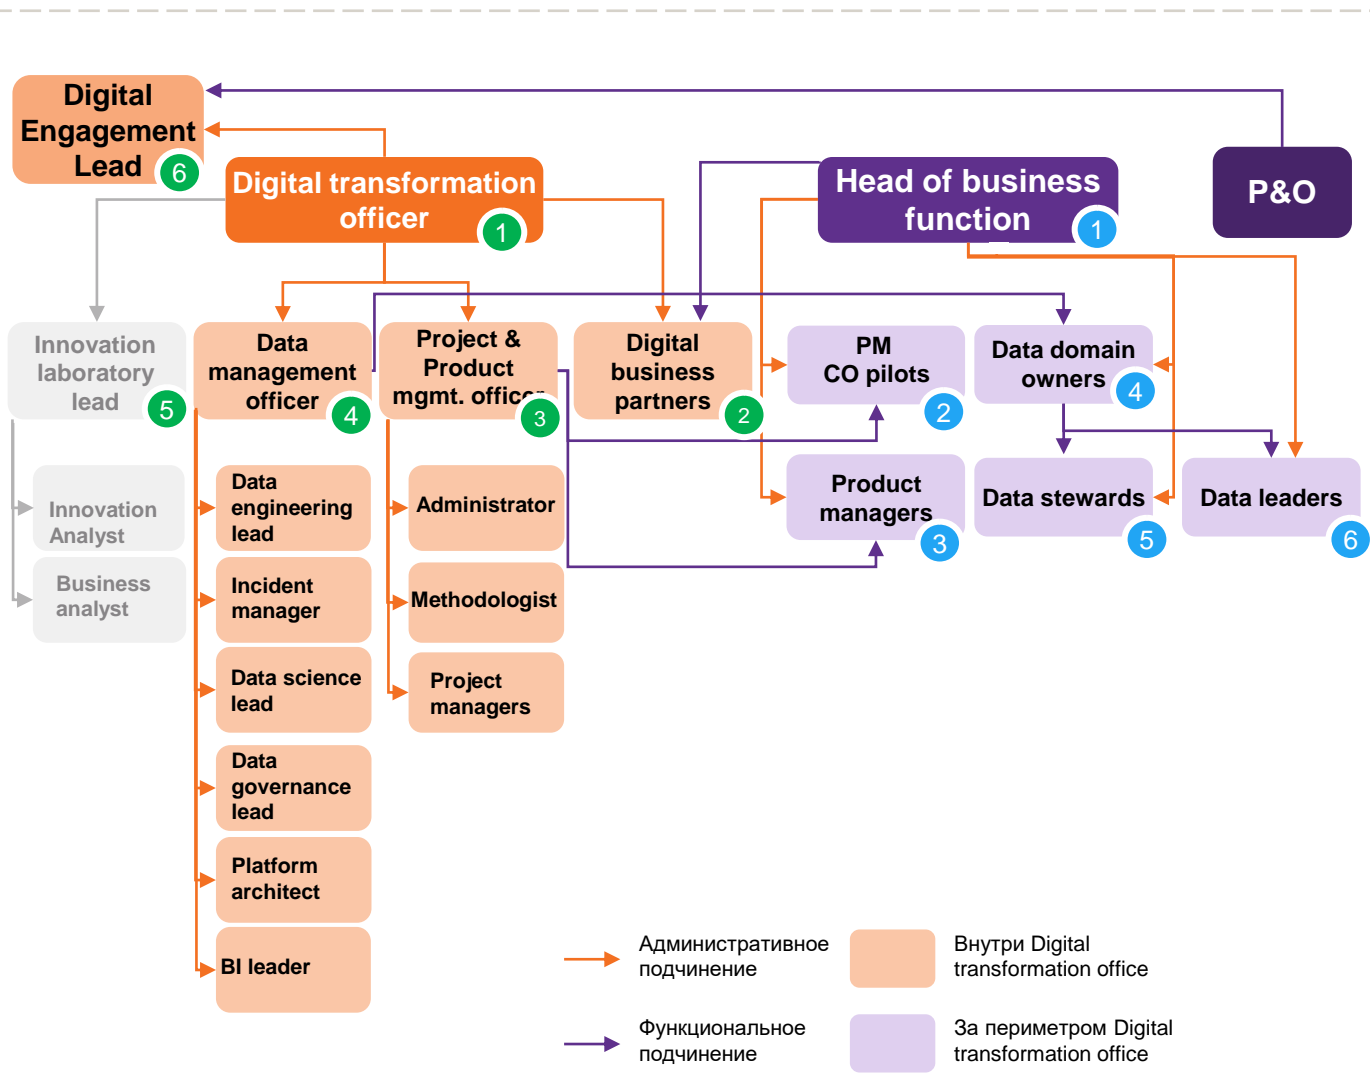 Digital
Engagement
Lead
6
Digital transformation
officer
1
Head of business
function
1
P&O
Innovation
laboratory
lead
5
Data
management
officer
4
Project &
Product
mgmt. officer
3
Digital
business
partners
2
PM
CO pilots
2
Data domain
owners
4
Product
managers
3
Data stewards
5
Data leaders
6
Innovation
Analyst
Business
analyst
Data
engineering
lead
Incident
manager
Data science
lead
Data
governance
lead
Platform
architect
BI leader
Administrator
Methodologist
Project
managers
Административное
подчинение
Внутри Digital
transformation office
Функциональное
подчинение
За периметром Digital
transformation office